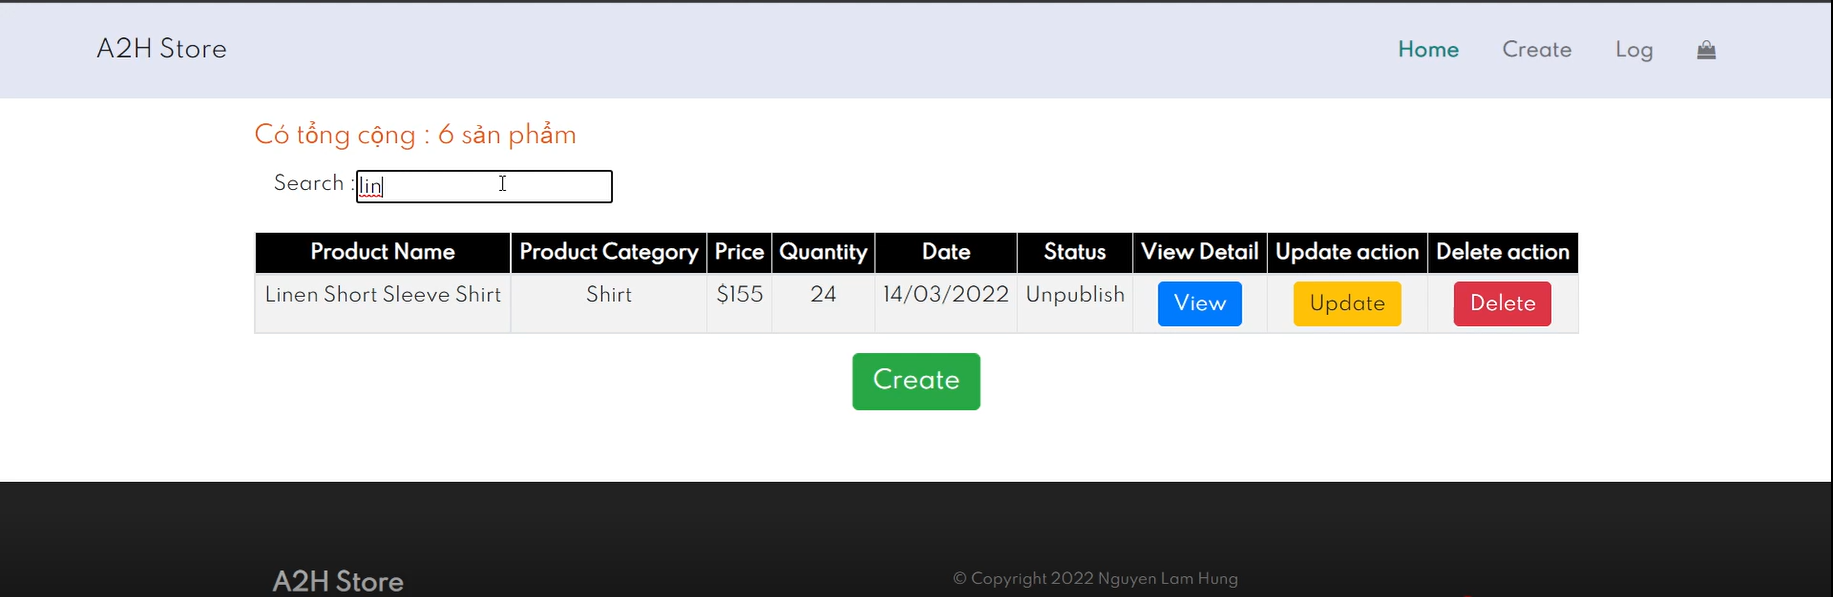 A2H Store Home Create Log
Có tổng cộng : 6 sản phẩm
Search : lin
Product Name Product Category Price Quantity Date Status View Detail Update action Delete action
Linen Short Sleeve Shirt Shirt $155 24 14/03/2022 Unpublish View Update Delete
Create
A2H Store © Copyright 2022 Nguyen Lam Hung